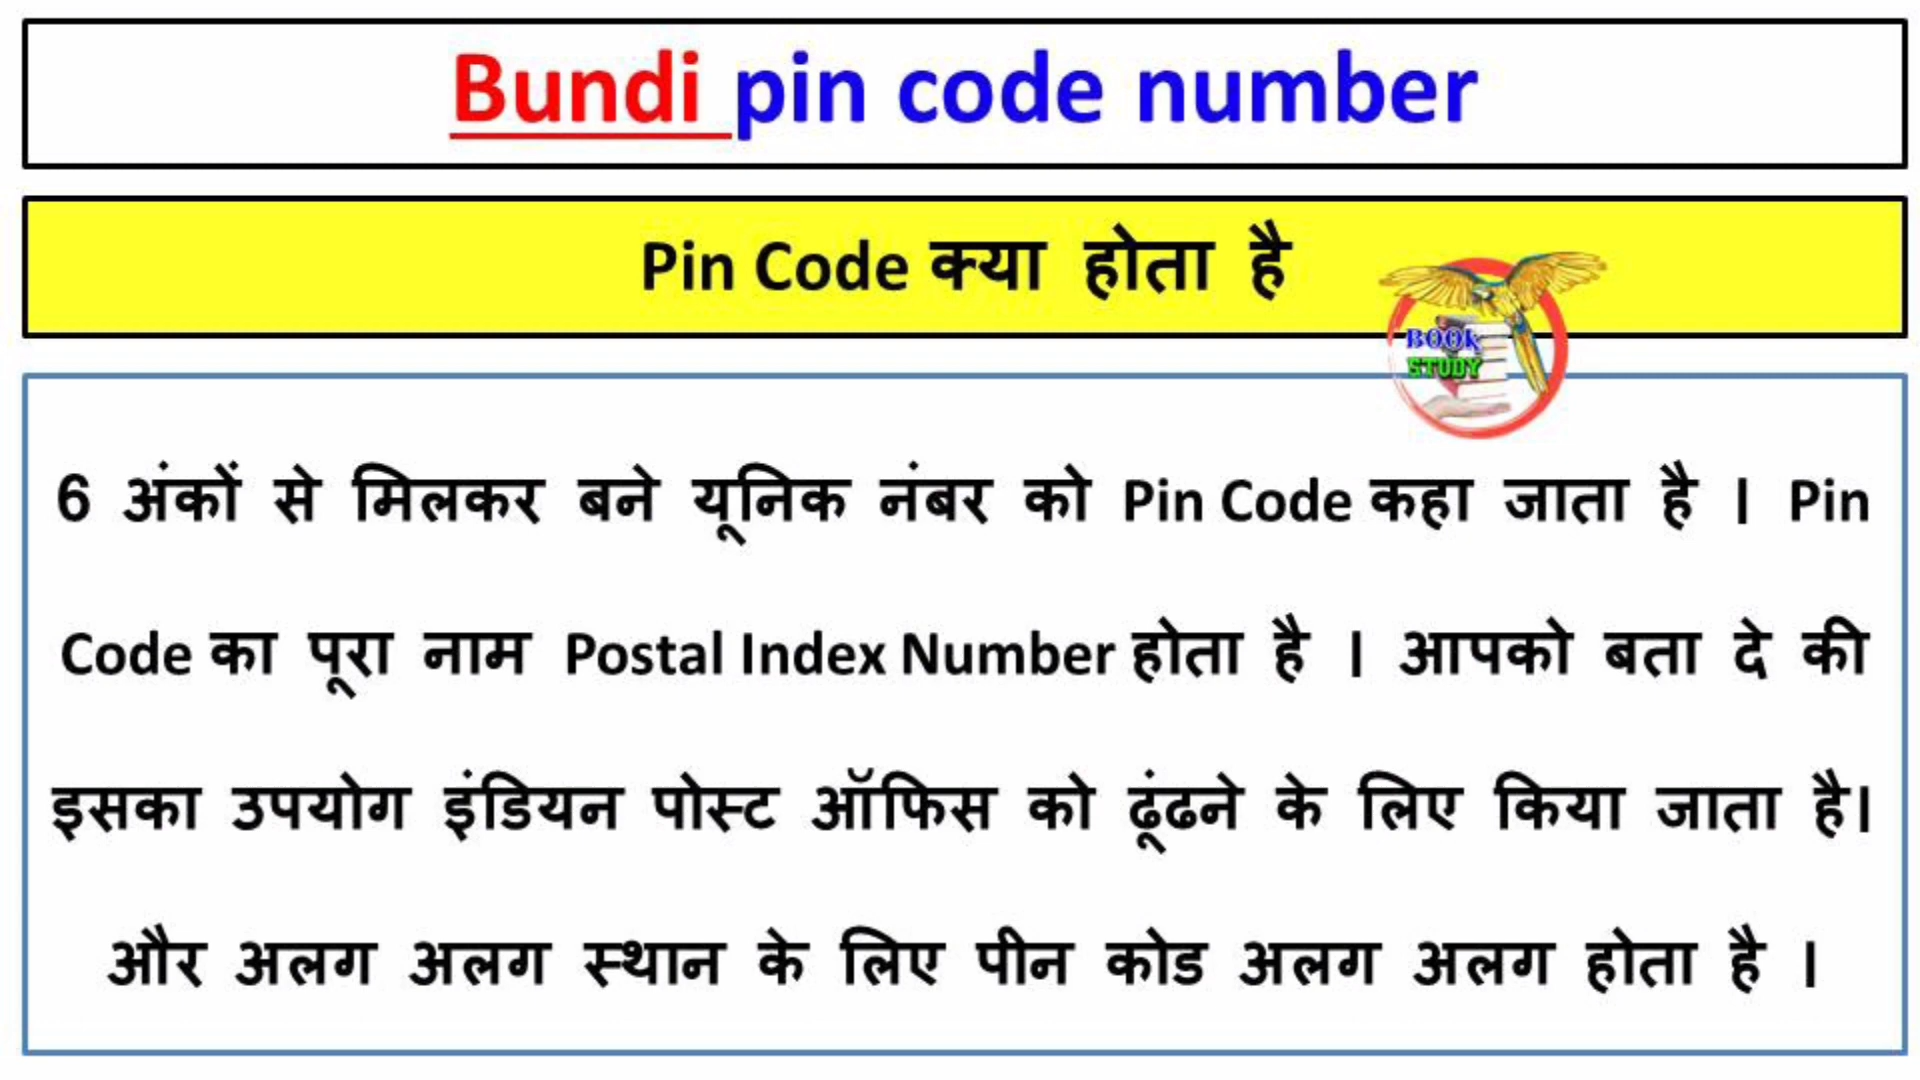 Bundi pin code number
Pin Code क्या होता है
BOOK
STUDY
6 अंकों से मिलकर बने यूनिक नंबर को Pin Code कहा जाता है । Pin
Code का पूरा नाम Postal Index Number होता है । आपको बता दे की
इसका उपयोग इंडियन पोस्ट ऑफिस को ढूंढने के लिए किया जाता है।
और अलग अलग स्थान के लिए पीन कोड अलग अलग होता है ।